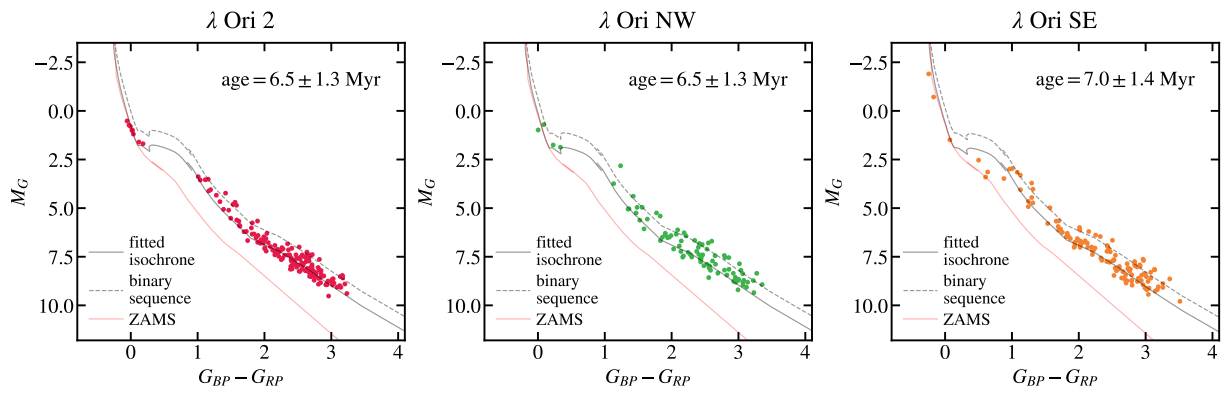 λ Ori 2
age = 6.5 ± 1.3 Myr
−2.5
0.0
2.5
5.0
7.5
10.0
M_G
fitted
isochrone
binary
sequence
ZAMS
0 1 2 3 4
G_BP − G_RP
λ Ori NW
age = 6.5 ± 1.3 Myr
−2.5
0.0
2.5
5.0
7.5
10.0
M_G
fitted
isochrone
binary
sequence
ZAMS
0 1 2 3 4
G_BP − G_RP
λ Ori SE
age = 7.0 ± 1.4 Myr
−2.5
0.0
2.5
5.0
7.5
10.0
M_G
fitted
isochrone
binary
sequence
ZAMS
0 1 2 3 4
G_BP − G_RP